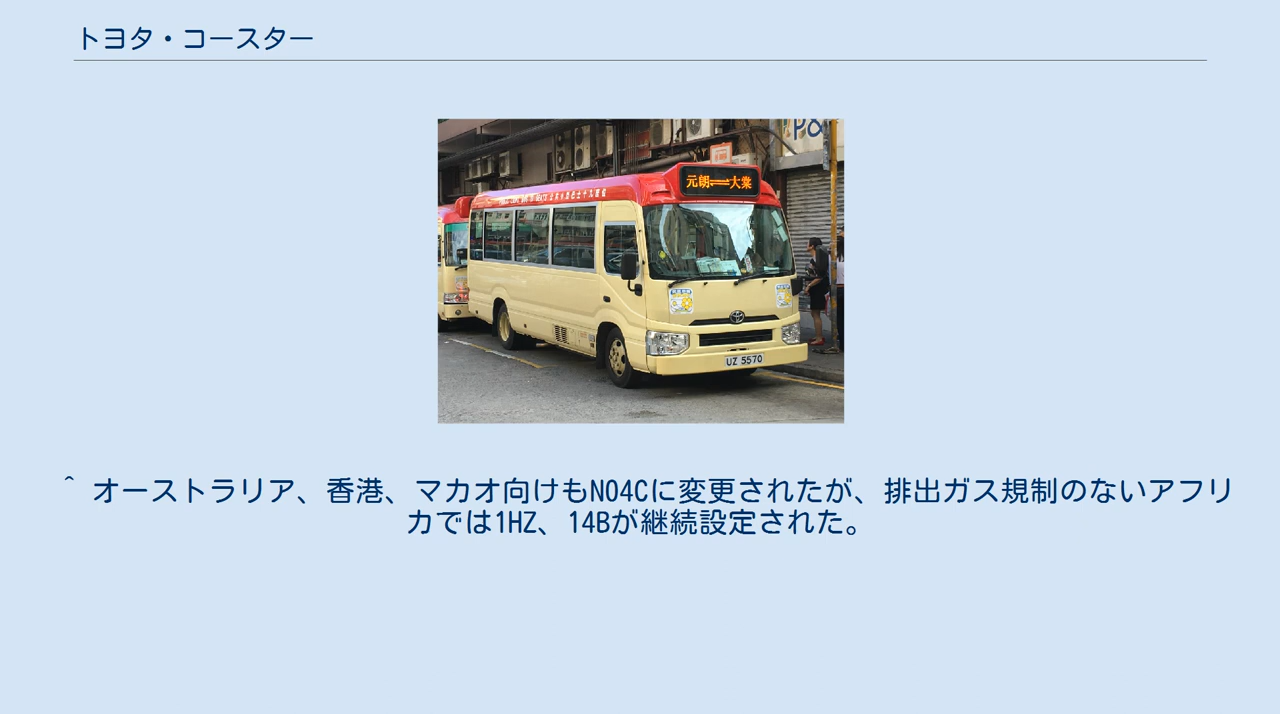 トヨタ・コースター
元朗⟷大業
UZ 5570
^ オーストラリア、香港、マカオ向けもN04Cに変更されたが、排出ガス規制のないアフリ
カでは1HZ、14Bが継続設定された。